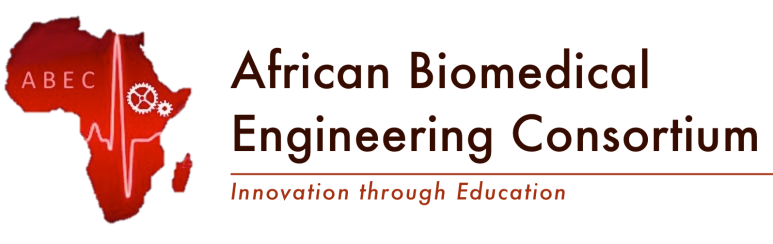 ABEC
African Biomedical
Engineering Consortium
Innovation through Education